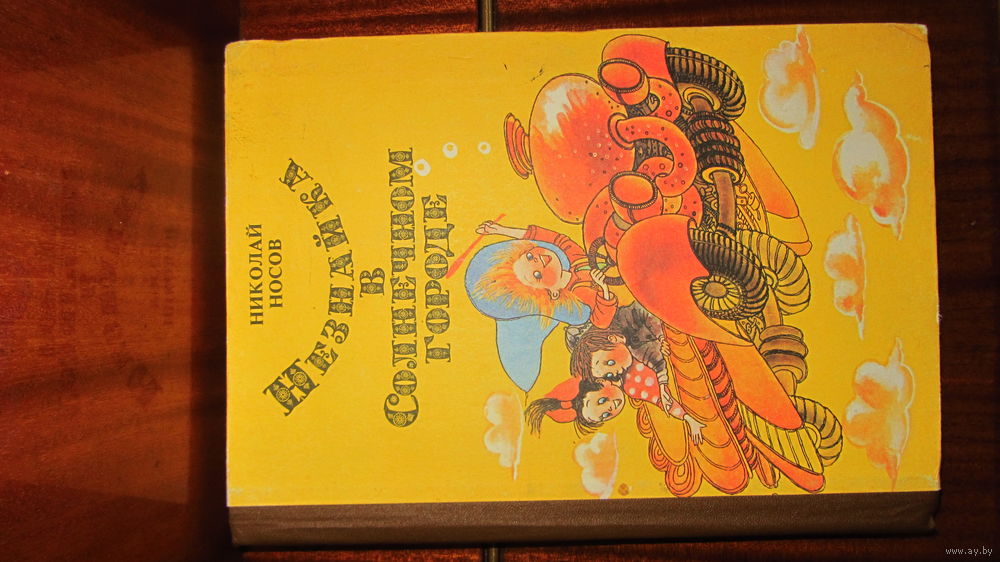 НИКОЛАЙ
НОСОВ
НЕЗНАЙКА
В
СОЛНЕЧНОМ
ГОРОДЕ
www.ay.by